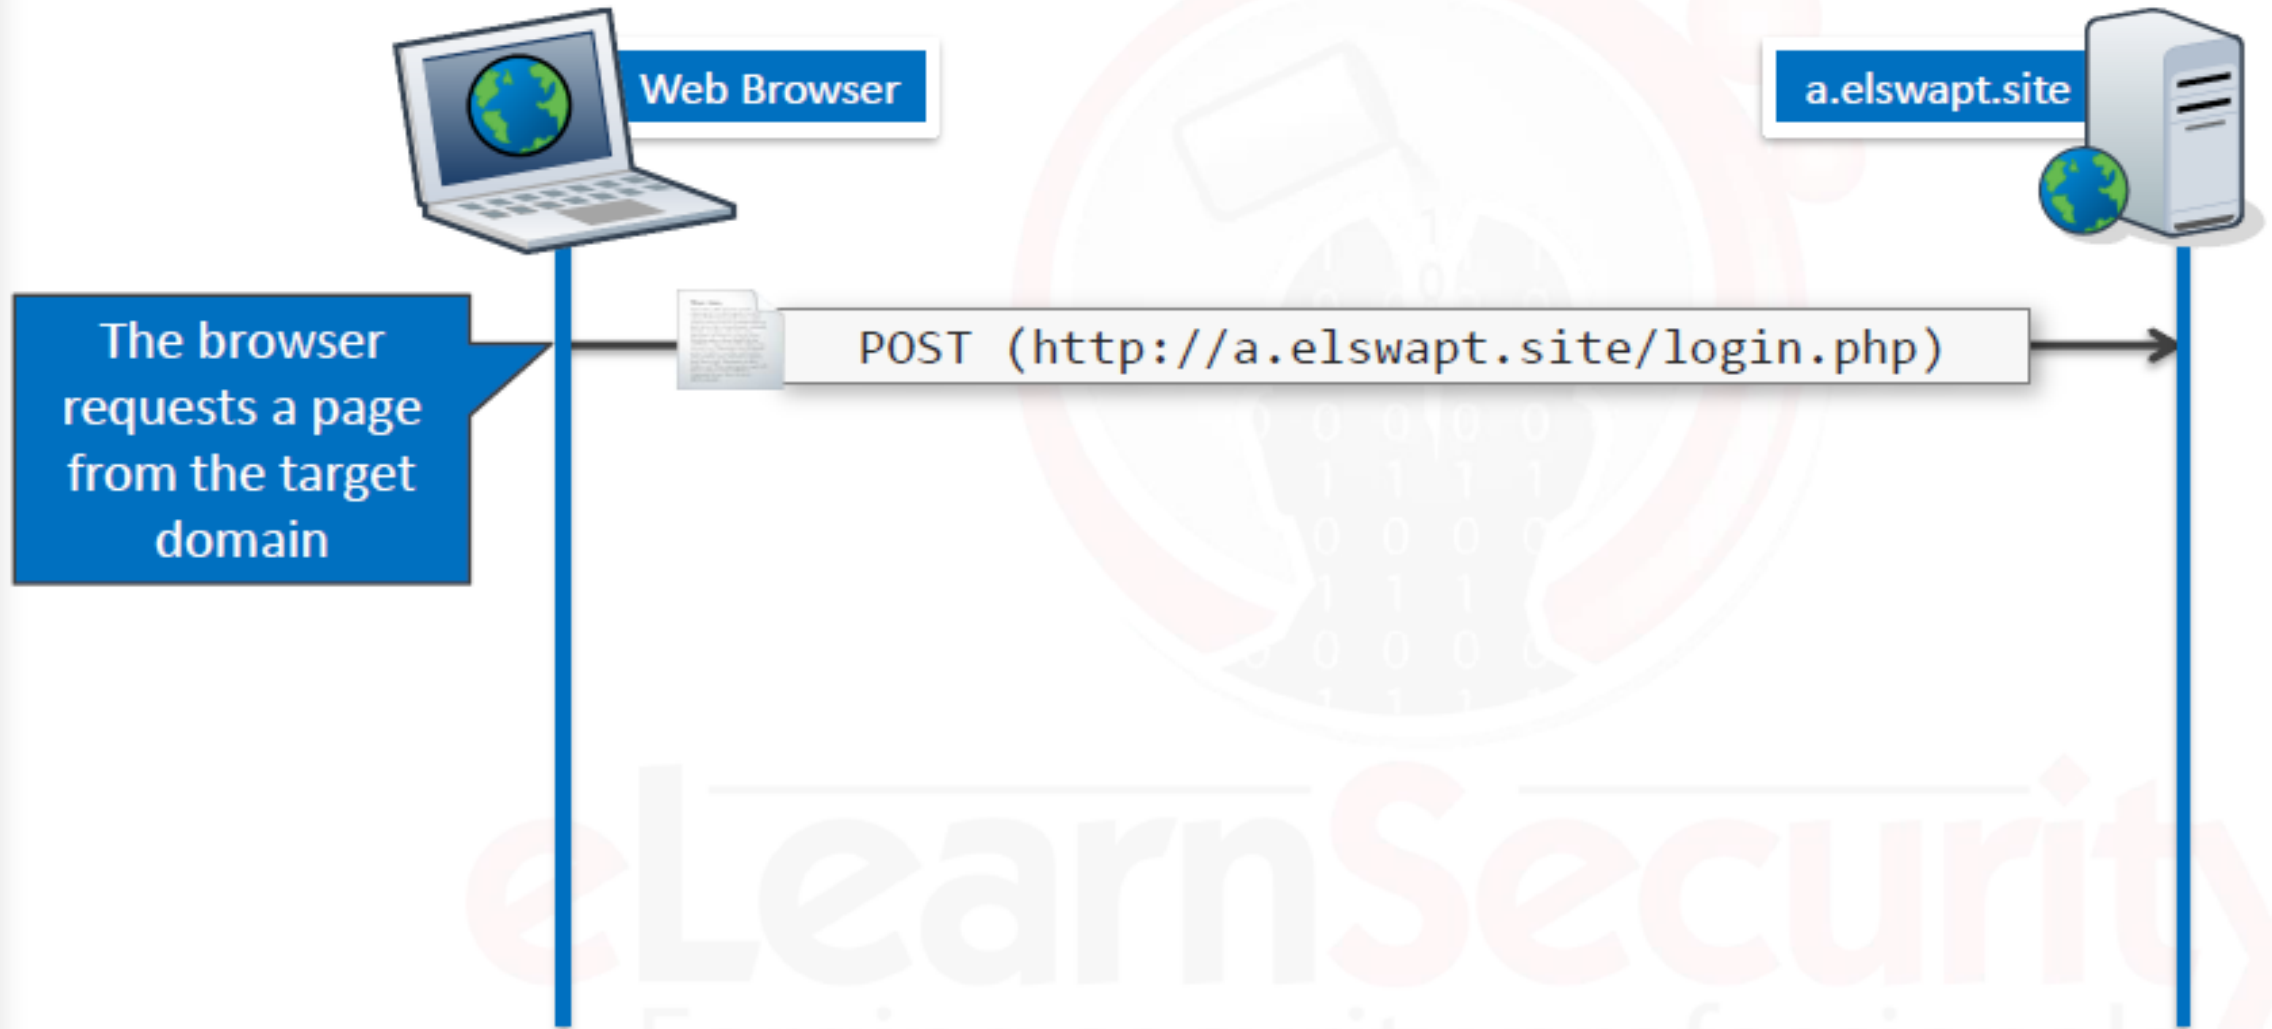 Web Browser
a.elswapt.site
The browser
requests a page
from the target
domain
POST (http://a.elswapt.site/login.php)
eLearnSecurity